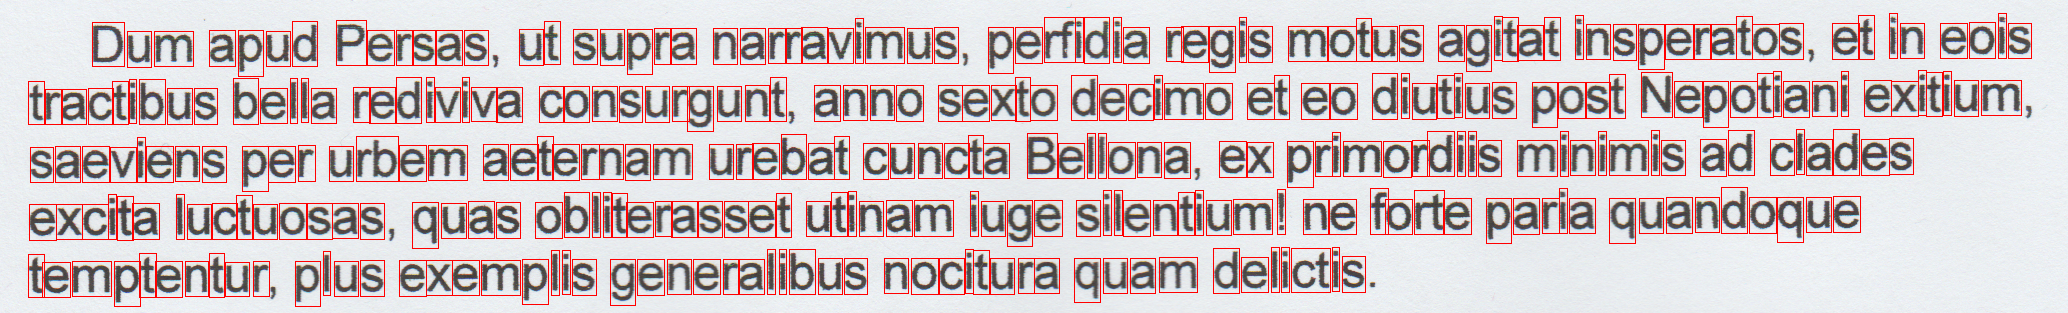 Dum apud Persas, ut supra narravimus, perfidia regis motus agitat insperatos, et in eois
tractibus bella rediviva consurgunt, anno sexto decimo et eo diutius post Nepotiani exitium,
saeviens per urbem aeternam urebat cuncta Bellona, ex primordiis minimis ad clades
excita luctuosas, quas obliterasset utinam iuge silentium! ne forte paria quandoque
temptentur, plus exemplis generalibus nocitura quam delictis.